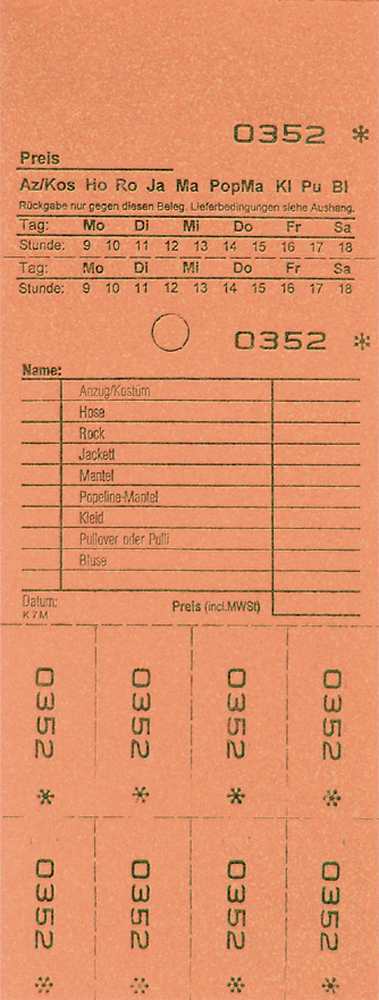 0352 *
Preis
Az/Kos Ho Ro Ja Ma PopMa Kl Pu Bl
Rückgabe nur gegen diesen Beleg. Lieferbedingungen siehe Aushang.
Tag: Mo Di Mi Do Fr Sa
Stunde: 9 10 11 12 13 14 15 16 17 18
Tag: Mo Di Mi Do Fr Sa
Stunde: 9 10 11 12 13 14 15 16 17 18
0352 *
Name:
Anzug/Kostüm
Hose
Rock
Jackett
Mantel
Popeline-Mantel
Kleid
Pullover oder Pulli
Bluse
Datum:
K7M
Preis (incl.MWSt)
0352 *
0352 *
0352 *
0352 *
0352 *
0352 *
0352 *
0352 *